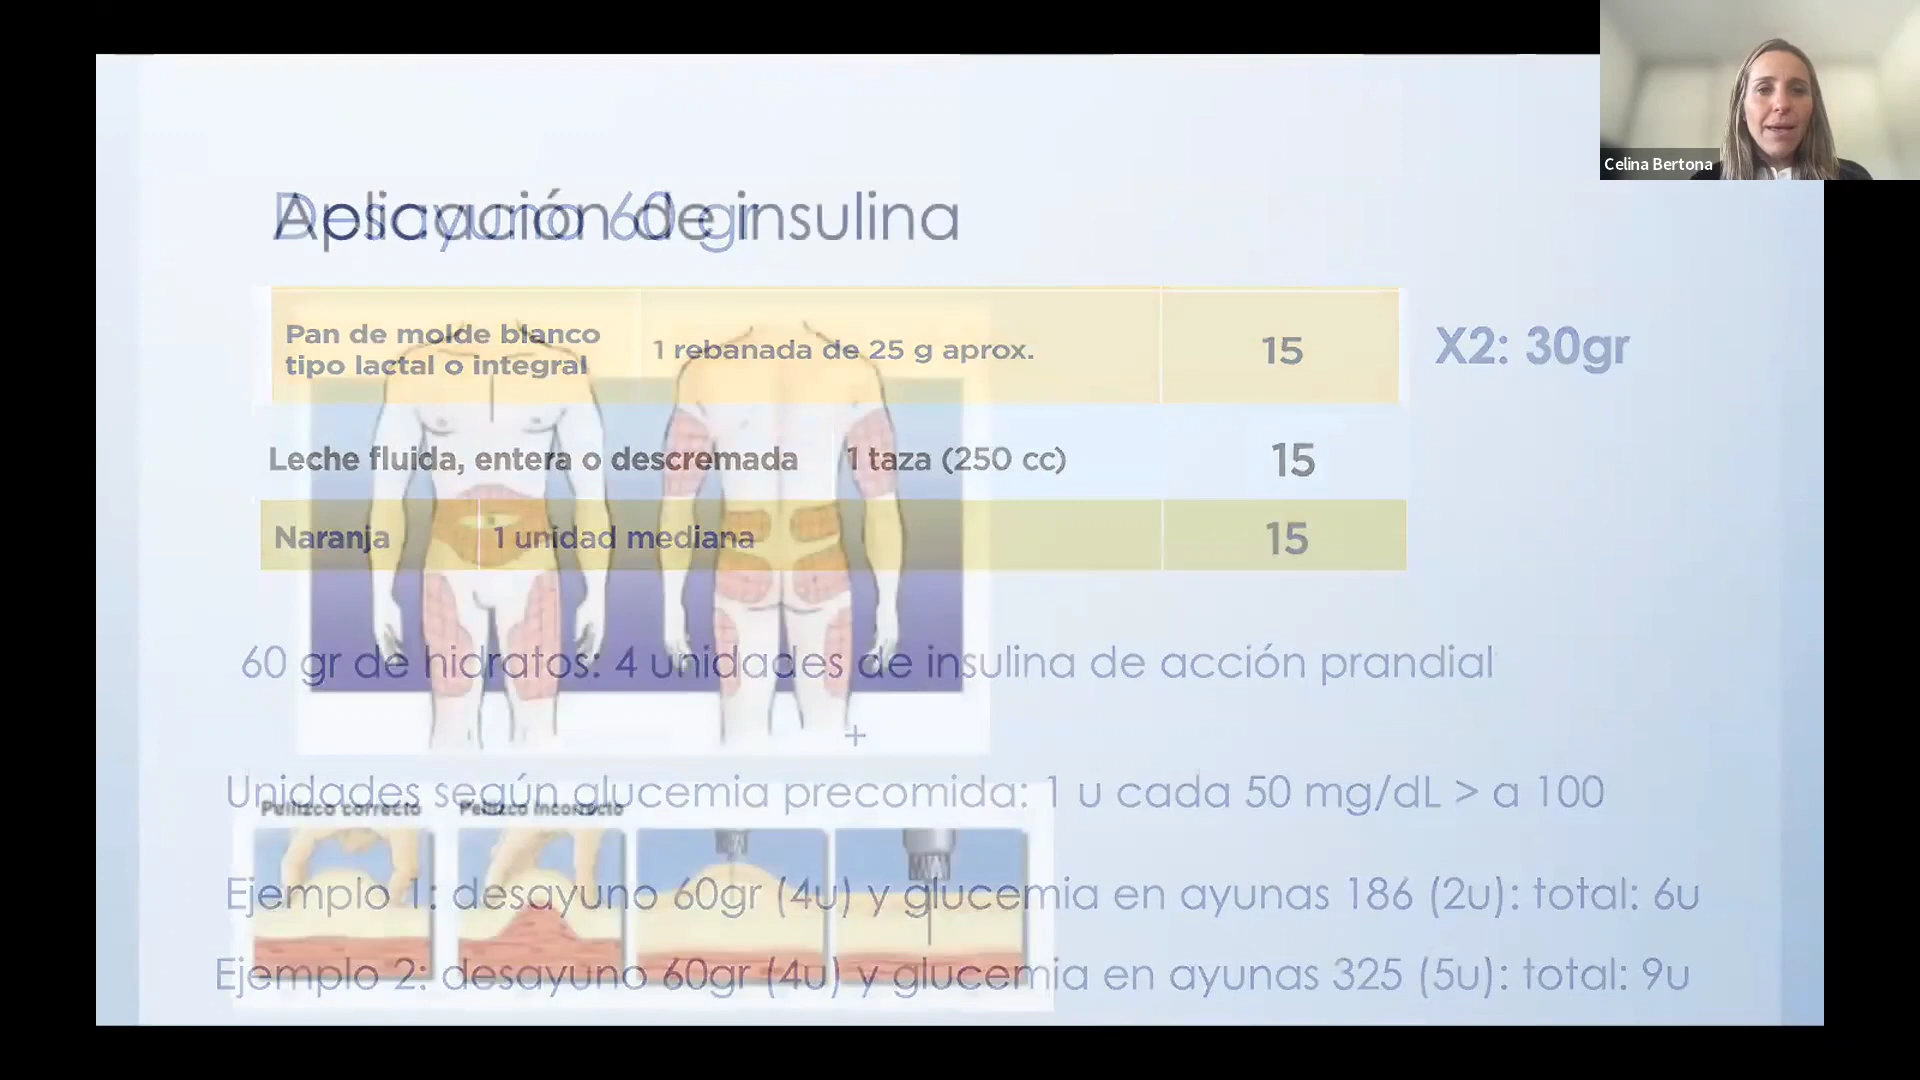 Celina Bertona
Aplicación de insulina
Desayuno 60 gr
Pan de molde blanco
tipo lactal o integral
1 rebanada de 25 g aprox.
15
X2: 30gr
Leche fluida, entera o descremada
1 taza (250 cc)
15
Naranja
1 unidad mediana
15
60 gr de hidratos: 4 unidades de insulina de acción prandial
+
Unidades según glucemia precomida: 1 u cada 50 mg/dL > a 100
Pellizco correcto
Pellizco incorrecto
Ejemplo 1: desayuno 60gr (4u) y glucemia en ayunas 186 (2u): total: 6u
Ejemplo 2: desayuno 60gr (4u) y glucemia en ayunas 325 (5u): total: 9u